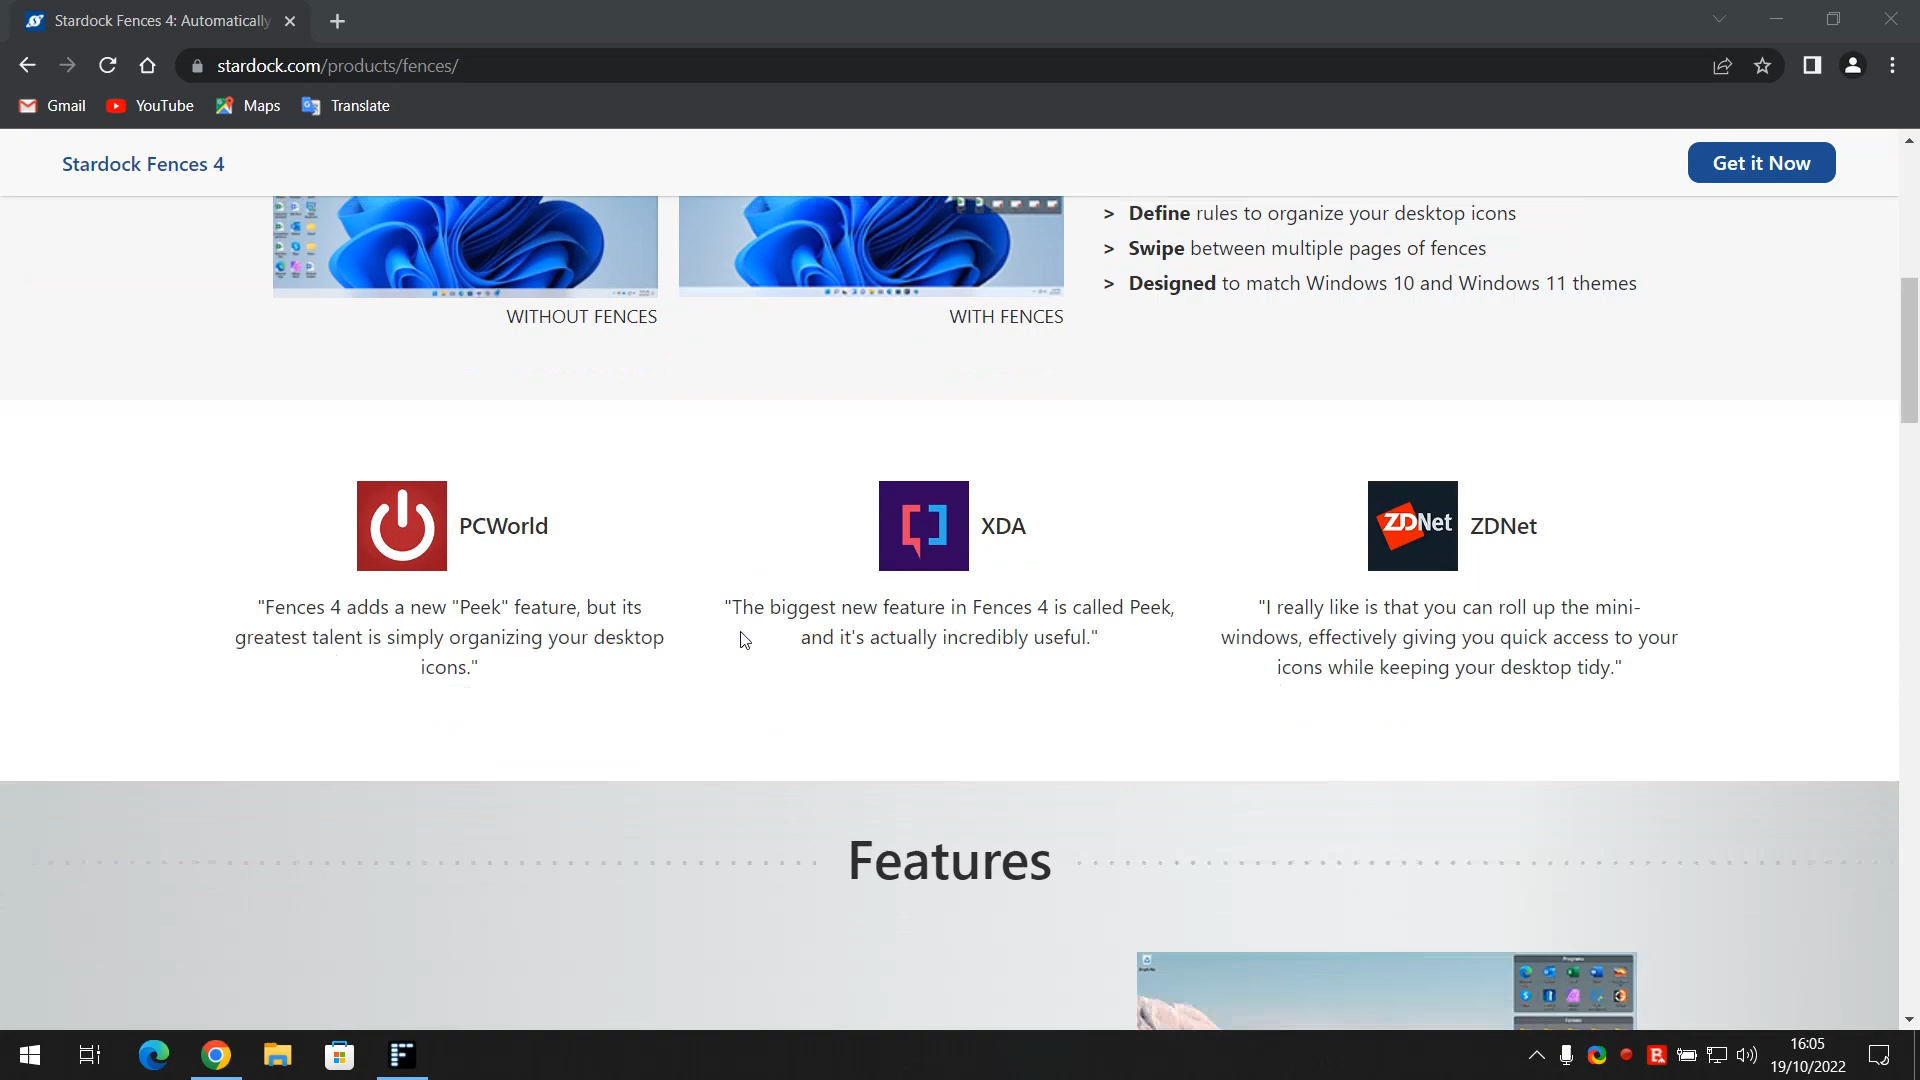 Stardock Fences 4: Automatically
stardock.com/products/fences/
Gmail
YouTube
Maps
Translate
Stardock Fences 4
Get it Now
> Define rules to organize your desktop icons
> Swipe between multiple pages of fences
> Designed to match Windows 10 and Windows 11 themes
WITHOUT FENCES
WITH FENCES
PCWorld
"Fences 4 adds a new "Peek" feature, but its
greatest talent is simply organizing your desktop
icons."
XDA
"The biggest new feature in Fences 4 is called Peek,
and it's actually incredibly useful."
ZDNet
ZDNet
"I really like is that you can roll up the mini-
windows, effectively giving you quick access to your
icons while keeping your desktop tidy."
Features
Programs
16:05
19/10/2022